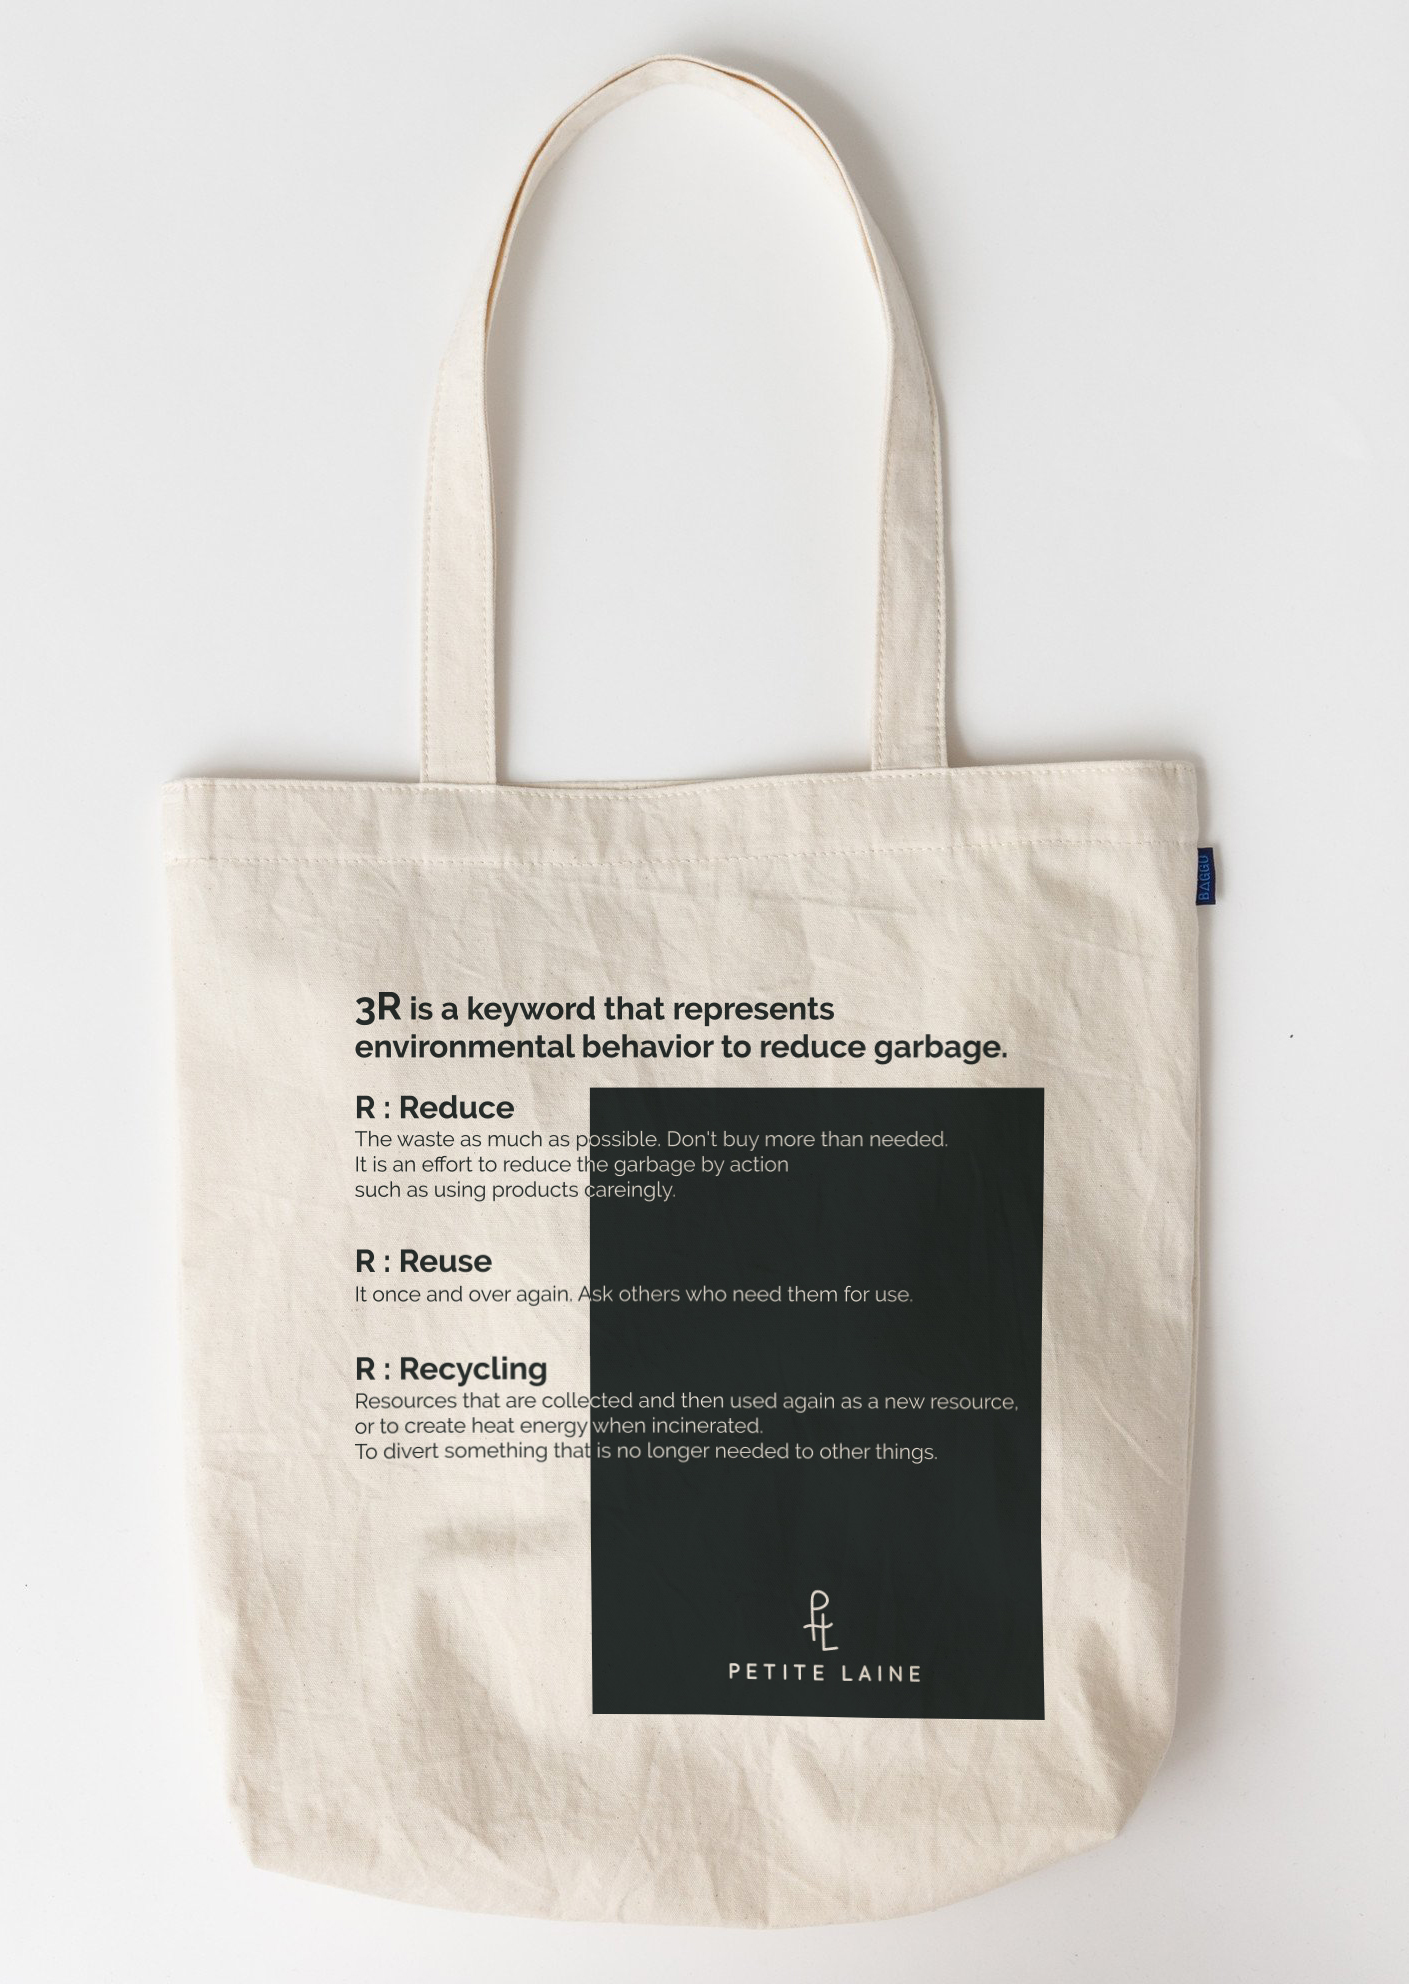 BAGGU
3R is a keyword that represents
environmental behavior to reduce garbage.
R : Reduce
The waste as much as possible. Don't buy more than needed.
It is an effort to reduce the garbage by action
such as using products careingly.
R : Reuse
It once and over again. Ask others who need them for use.
R : Recycling
Resources that are collected and then used again as a new resource,
or to create heat energy when incinerated.
To divert something that is no longer needed to other things.
PL
PETITE LAINE